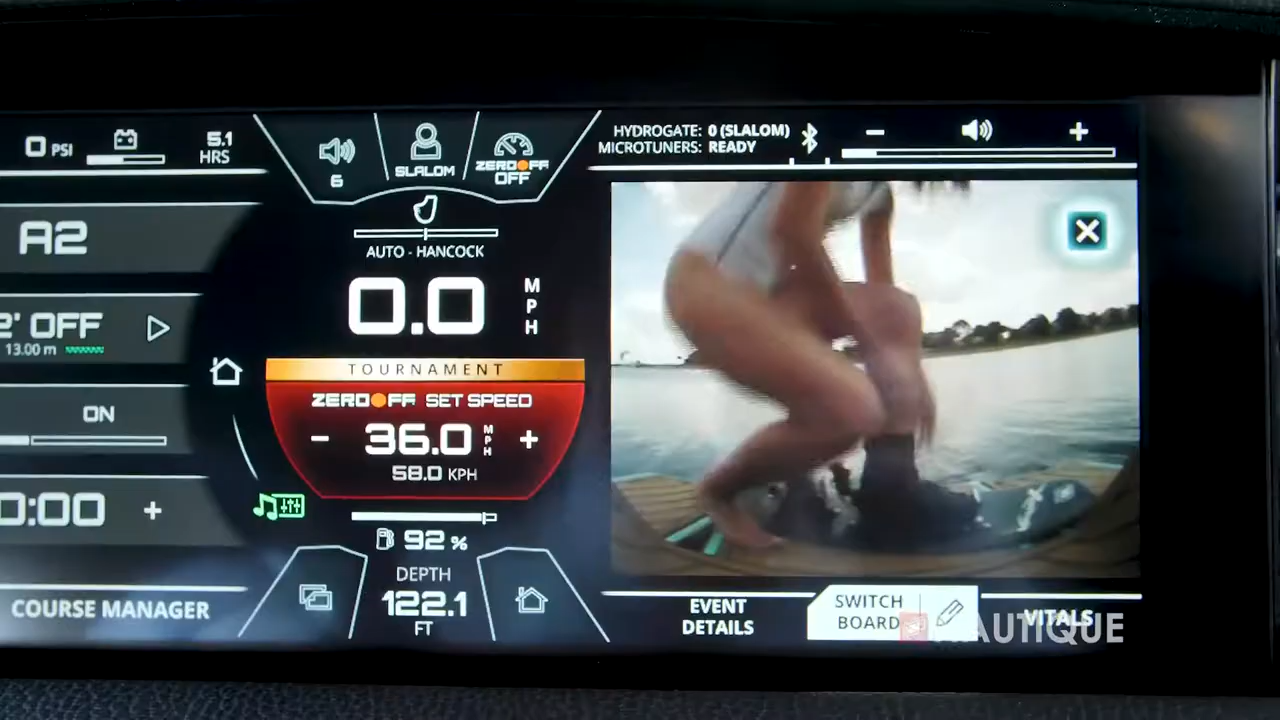 0 PSI
5.1
HRS
6
SLALOM
ZEROOFF
OFF
HYDROGATE: 0 (SLALOM)
MICROTUNERS: READY
A2
2' OFF
13.00 m
ON
0:00 +
COURSE MANAGER
AUTO - HANCOCK
0.0 MPH
TOURNAMENT
ZEROOFF SET SPEED
- 36.0 MPH +
58.0 KPH
92 %
DEPTH
122.1
FT
EVENT
DETAILS
SWITCH
BOARD
VITALS
NAUTIQUE